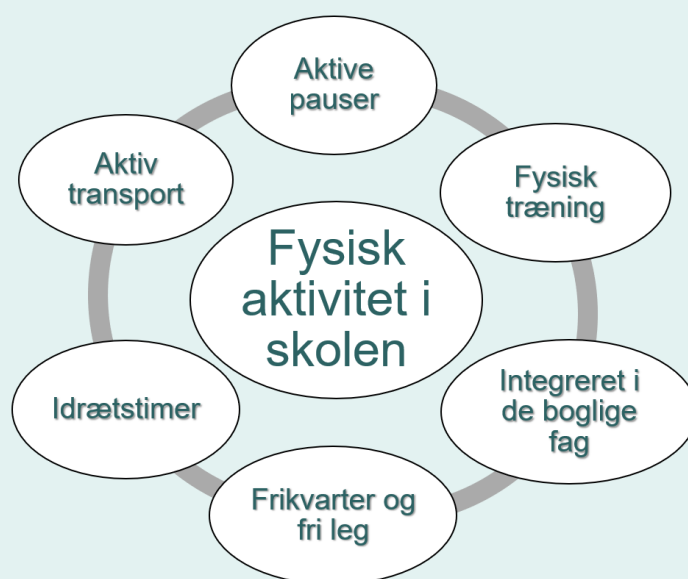 Aktive
pauser
Aktiv
transport
Fysisk
træning
Fysisk
aktivitet i
skolen
Idrætstimer
Integreret i
de boglige
fag
Frikvarter og
fri leg